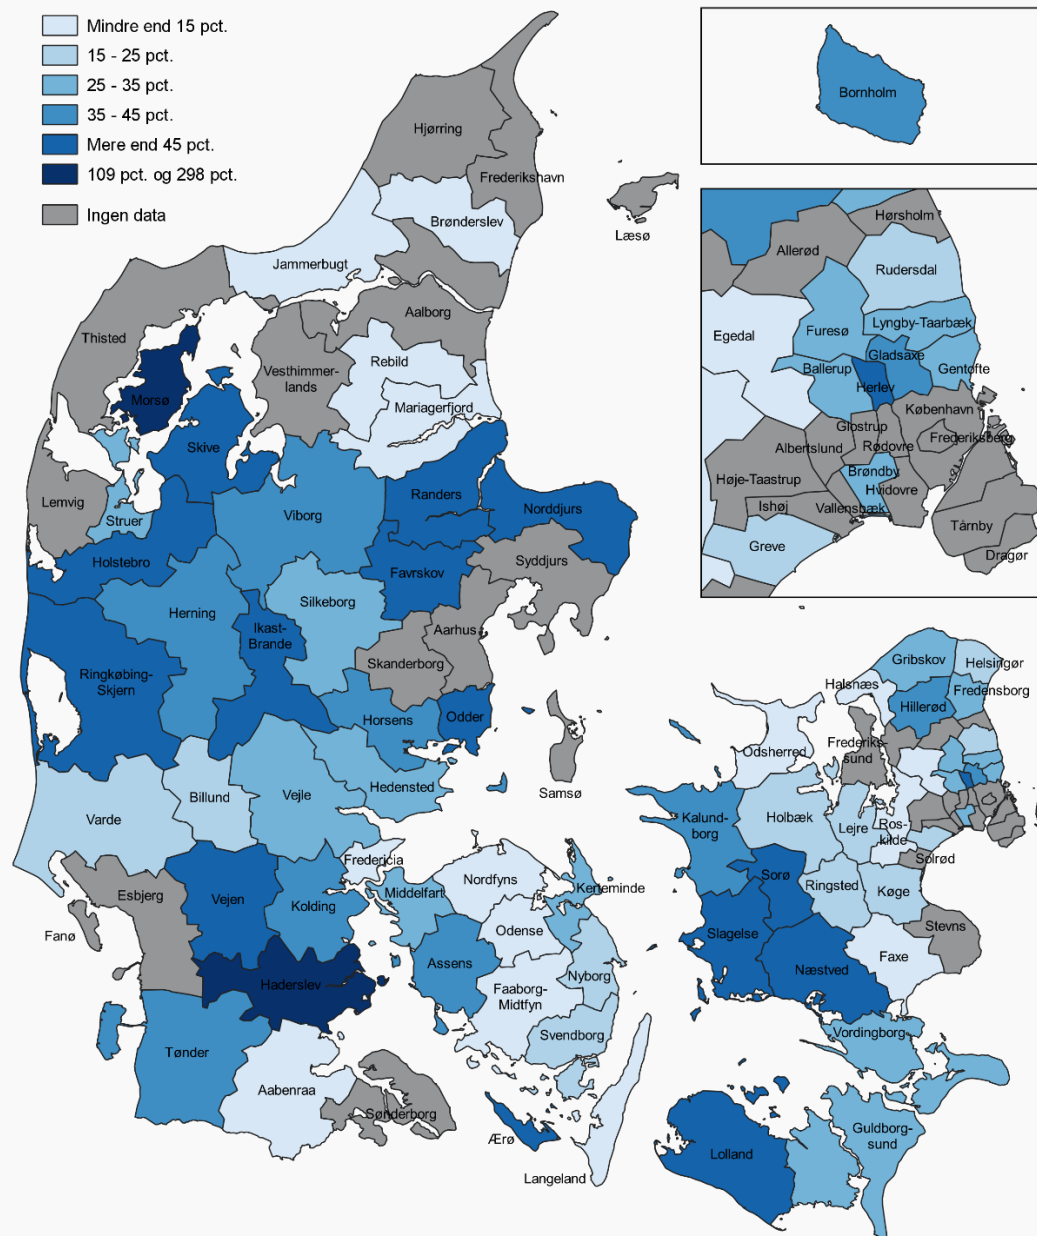 Mindre end 15 pct.
15 - 25 pct.
25 - 35 pct.
35 - 45 pct.
Mere end 45 pct.
109 pct. og 298 pct.
Ingen data
Hjørring
Frederikshavn
Brønderslev
Læsø
Jammerbugt
Aalborg
Thisted
Rebild
Vesthimmer-
lands
Morsø
Mariagerfjord
Skive
Lemvig
Struer
Viborg
Randers
Norddjurs
Holstebro
Favrskov
Syddjurs
Herning
Silkeborg
Ikast-
Brande
Aarhus
Skanderborg
Ringkøbing-
Skjern
Horsens
Odder
Samsø
Hedensted
Varde
Billund
Vejle
Fredericia
Esbjerg
Vejen
Kolding
Fanø
Middelfart
Nordfyns
Kerteminde
Odense
Assens
Nyborg
Haderslev
Faaborg-
Midtfyn
Svendborg
Tønder
Aabenraa
Sønderborg
Ærø
Langeland
Bornholm
Hørsholm
Allerød
Rudersdal
Egedal
Furesø
Lyngby-Taarbæk
Gladsaxe
Ballerup
Gentofte
Herlev
København
Glostrup
Frederiksberg
Albertslund
Rødovre
Høje-Taastrup
Brøndby
Hvidovre
Ishøj
Vallensbæk
Tårnby
Greve
Dragør
Gribskov
Helsingør
Halsnæs
Fredensborg
Hillerød
Odsherred
Frederiks-
sund
Kalund-
borg
Holbæk
Lejre
Ros-
kilde
Solrød
Sorø
Ringsted
Køge
Stevns
Slagelse
Næstved
Faxe
Vordingborg
Lolland
Guldborg-
sund